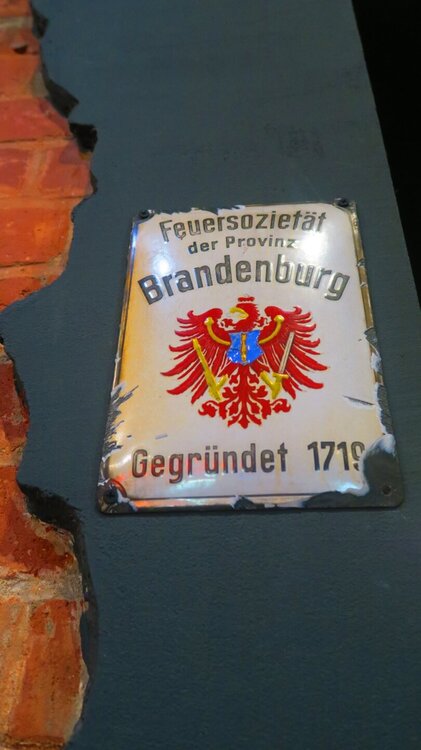 Feuersozietät
der Provinz
Brandenburg
Gegründet 1719